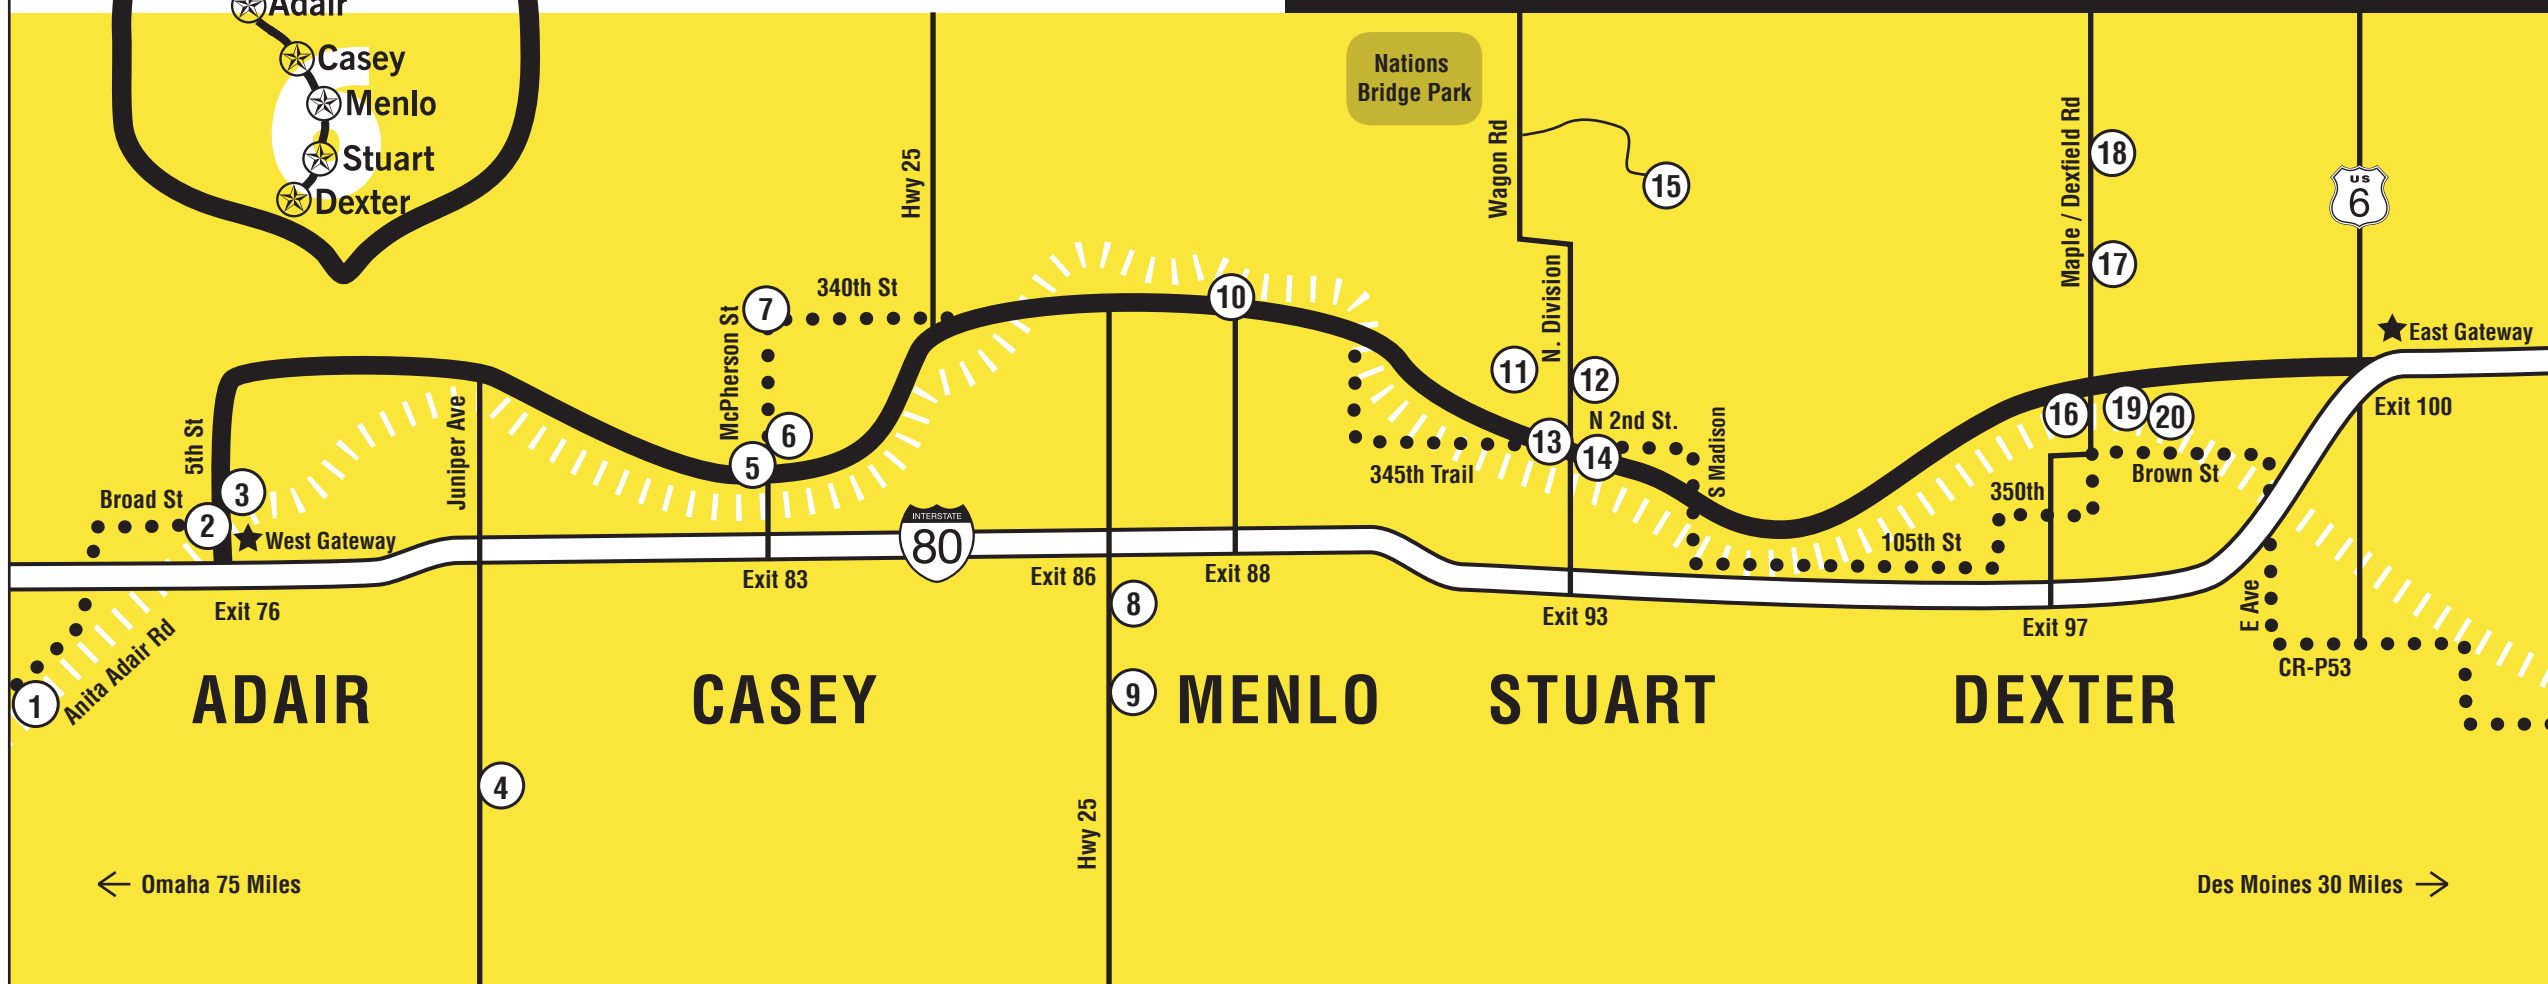 Adair
Casey
Menlo
Stuart
Dexter
6
Nations
Bridge Park
Hwy 25
Wagon Rd
15
Maple / Dexfield Rd
18
17
US
6
N. Division
340th St
7
McPherson St
10
East Gateway
11
12
Exit 100
5th St
Juniper Ave
6
5
N 2nd St.
13
14
S Madison
16
19
20
345th Trail
Brown St
350th
Broad St
3
2
West Gateway
INTERSTATE
80
105th St
Exit 76
Exit 83
Exit 86
Exit 88
Exit 93
Exit 97
8
E Ave
CR-P53
Anita Adair Rd
1
9
ADAIR
CASEY
MENLO
STUART
DEXTER
4
Hwy 25
Omaha 75 Miles
Des Moines 30 Miles